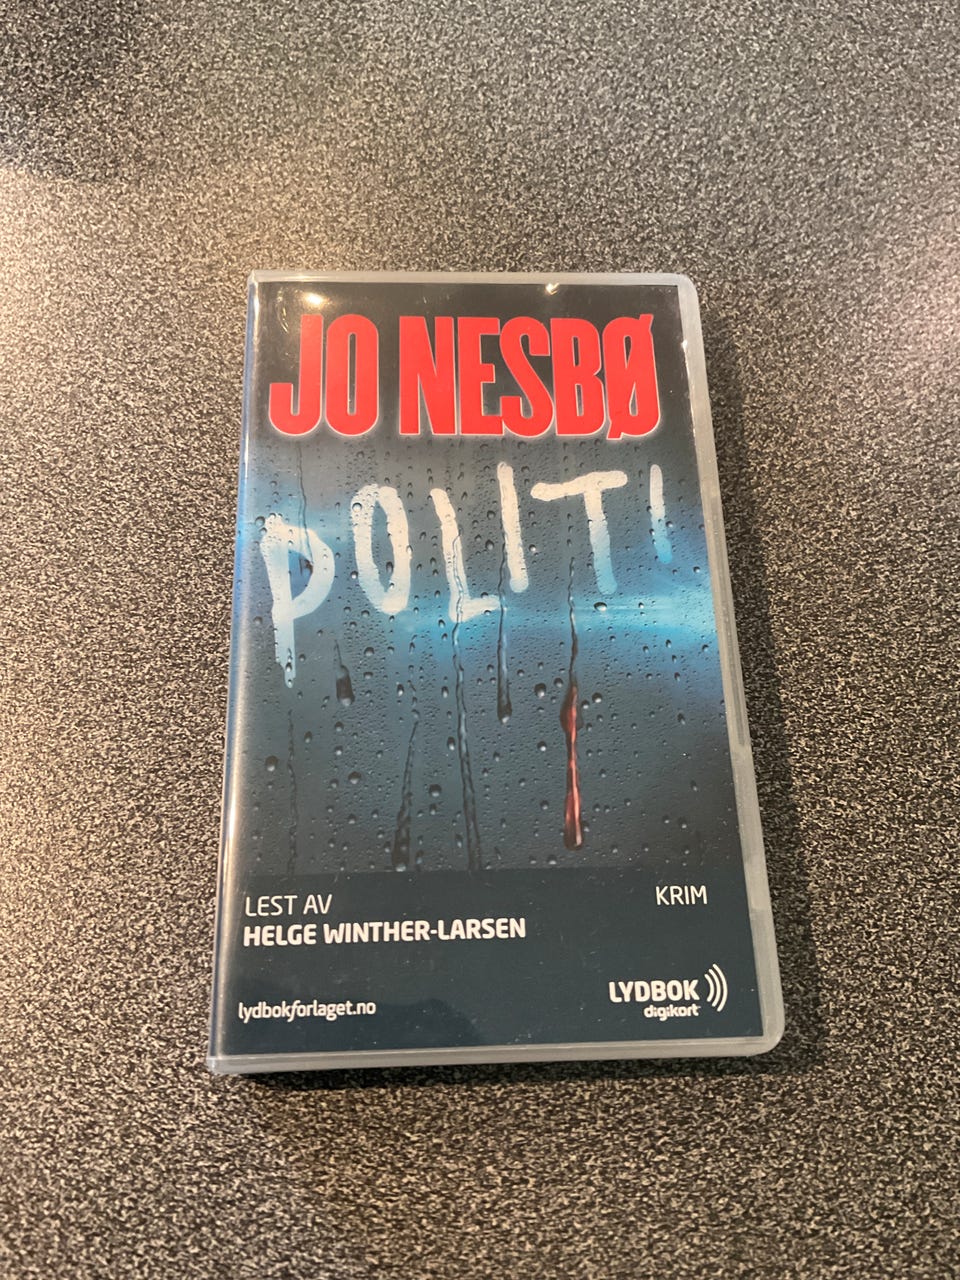 JO NESBØ
POLITI
LEST AV
KRIM
HELGE WINTHER-LARSEN
lydbokforlaget.no
LYDBOK
digikort